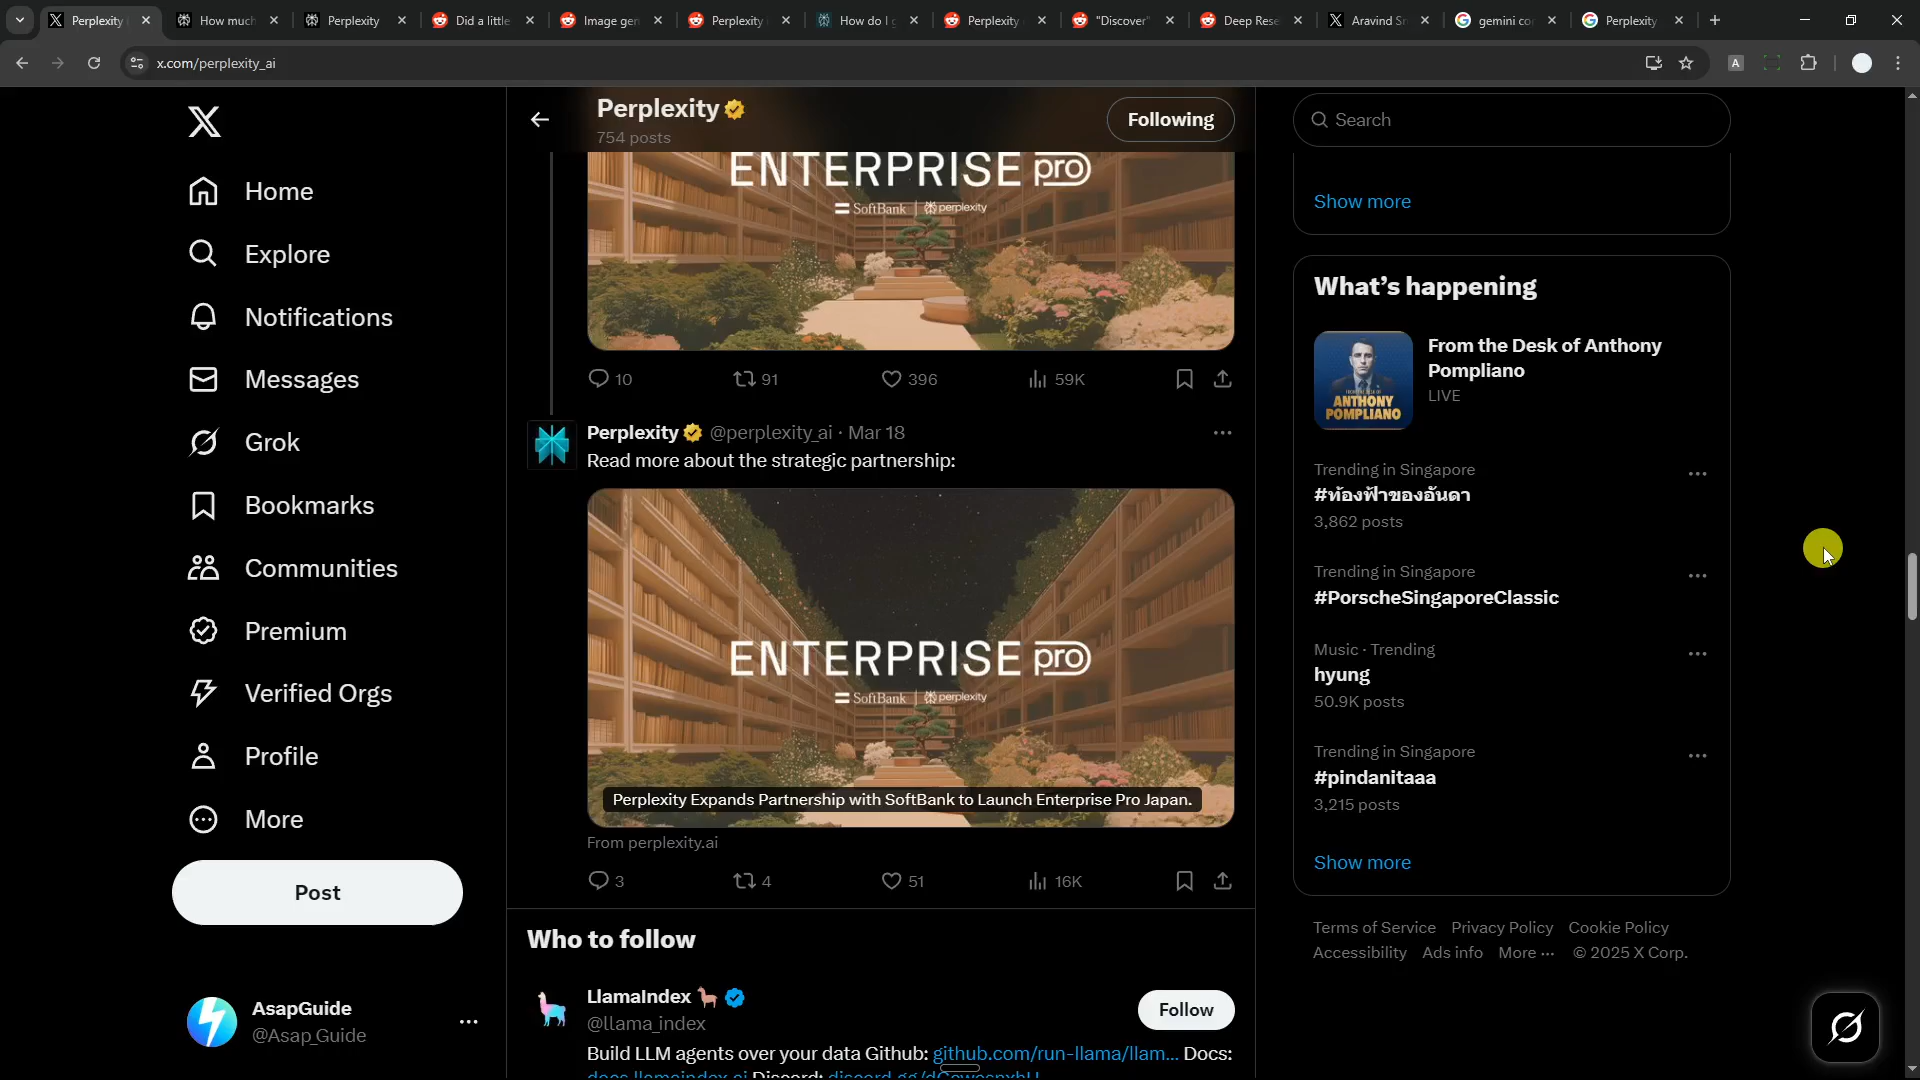 Perplexity
How much
Perplexity
Did a little
Image gen
Perplexity
How do I g
Perplexity
"Discover"
Deep Rese
Aravind Sr
gemini co
Perplexity
x.com/perplexity_ai
A
Perplexity
754 posts
Following
Search
Home
Explore
Notifications
Messages
Grok
Bookmarks
Communities
Premium
Verified Orgs
Profile
More
Post
AsapGuide
@Asap_Guide
ENTERPRISE pro
SoftBank | perplexity
10
91
396
59K
Perplexity @perplexity_ai · Mar 18
Read more about the strategic partnership:
ENTERPRISE pro
SoftBank | perplexity
Perplexity Expands Partnership with SoftBank to Launch Enterprise Pro Japan.
From perplexity.ai
3
4
51
16K
Who to follow
LlamaIndex
@llama_index
Follow
Build LLM agents over your data Github: github.com/run-llama/llam... Docs:
docs.llamaindex.ai Discord:
Show more
What's happening
ANTHONY
POMPLIANO
From the Desk of Anthony
Pompliano
LIVE
Trending in Singapore
#ท้องฟ้าของอันดา
3,862 posts
Trending in Singapore
#PorscheSingaporeClassic
Music · Trending
hyung
50.9K posts
Trending in Singapore
#pindanitaaa
3,215 posts
Show more
Terms of Service Privacy Policy Cookie Policy
Accessibility Ads info More ··· © 2025 X Corp.